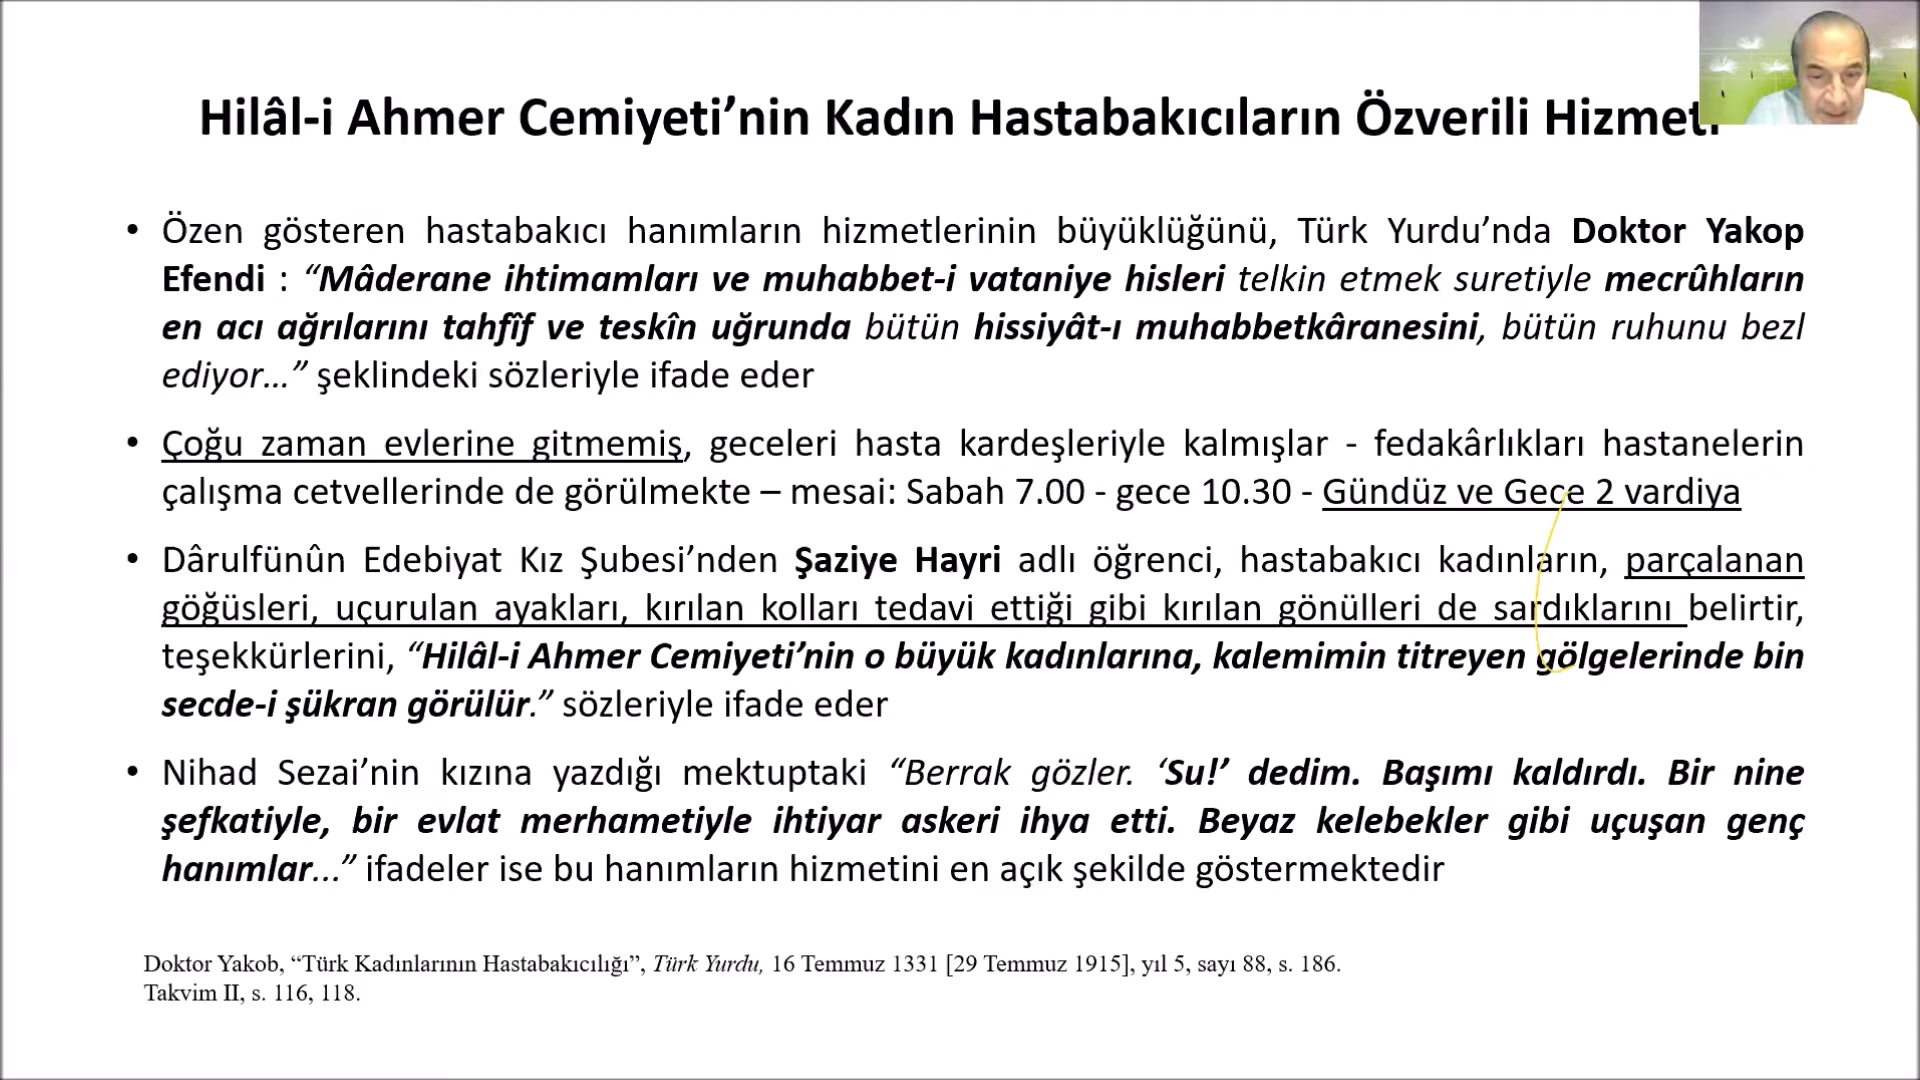 Hilâl-i Ahmer Cemiyeti’nin Kadın Hastabakıcıların Özverili Hizmeti
• Özen gösteren hastabakıcı hanımların hizmetlerinin büyüklüğünü, Türk Yurdu’nda Doktor Yakop
Efendi : “Mâderane ihtimamları ve muhabbet-i vataniye hisleri telkin etmek suretiyle mecrûhların
en acı ağrılarını tahfîf ve teskîn uğrunda bütün hissiyât-ı muhabbetkâranesini, bütün ruhunu bezl
ediyor...” şeklindeki sözleriyle ifade eder
• Çoğu zaman evlerine gitmemiş, geceleri hasta kardeşleriyle kalmışlar - fedakârlıkları hastanelerin
çalışma cetvellerinde de görülmekte – mesai: Sabah 7.00 - gece 10.30 - Gündüz ve Gece 2 vardiya
• Dârulfünûn Edebiyat Kız Şubesi’nden Şaziye Hayri adlı öğrenci, hastabakıcı kadınların, parçalanan
göğüsleri, uçurulan ayakları, kırılan kolları tedavi ettiği gibi kırılan gönülleri de sardıklarını belirtir,
teşekkürlerini, “Hilâl-i Ahmer Cemiyeti’nin o büyük kadınlarına, kalemimin titreyen gölgelerinde bin
secde-i şükran görülür.” sözleriyle ifade eder
• Nihad Sezai’nin kızına yazdığı mektuptaki “Berrak gözler. ‘Su!’ dedim. Başımı kaldırdı. Bir nine
şefkatiyle, bir evlat merhametiyle ihtiyar askeri ihya etti. Beyaz kelebekler gibi uçuşan genç
hanımlar...” ifadeler ise bu hanımların hizmetini en açık şekilde göstermektedir
Doktor Yakob, “Türk Kadınlarının Hastabakıcılığı”, Türk Yurdu, 16 Temmuz 1331 [29 Temmuz 1915], yıl 5, sayı 88, s. 186.
Takvim II, s. 116, 118.